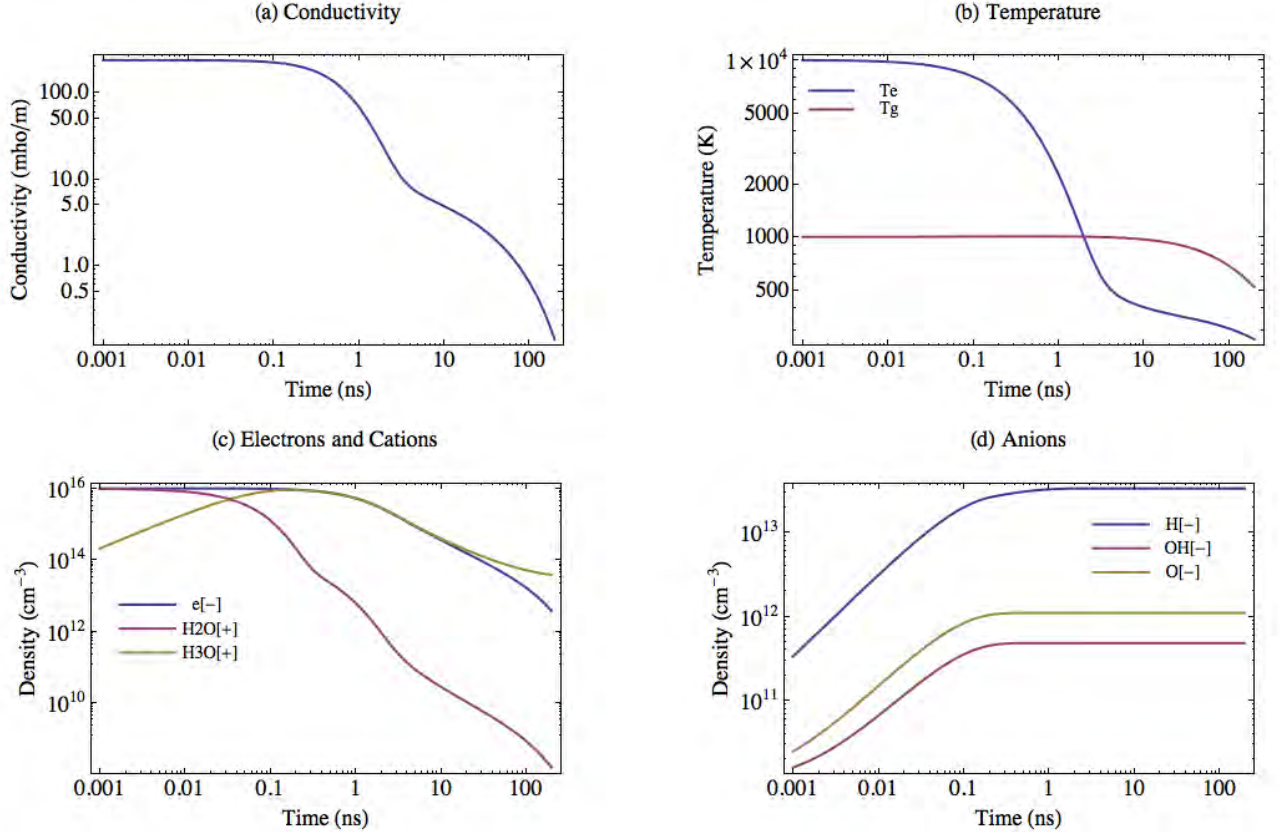 (a) Conductivity
Conductivity (mho/m)
100.0
50.0
10.0
5.0
1.0
0.5
0.001 0.01 0.1 1 10 100
Time (ns)
(b) Temperature
Temperature (K)
1 × 10^4
5000
2000
1000
500
Te
Tg
0.001 0.01 0.1 1 10 100
Time (ns)
(c) Electrons and Cations
Density (cm^−3)
10^16
10^14
10^12
10^10
e[−]
H2O[+]
H3O[+]
0.001 0.01 0.1 1 10 100
Time (ns)
(d) Anions
Density (cm^−3)
10^13
10^12
10^11
H[−]
OH[−]
O[−]
0.001 0.01 0.1 1 10 100
Time (ns)